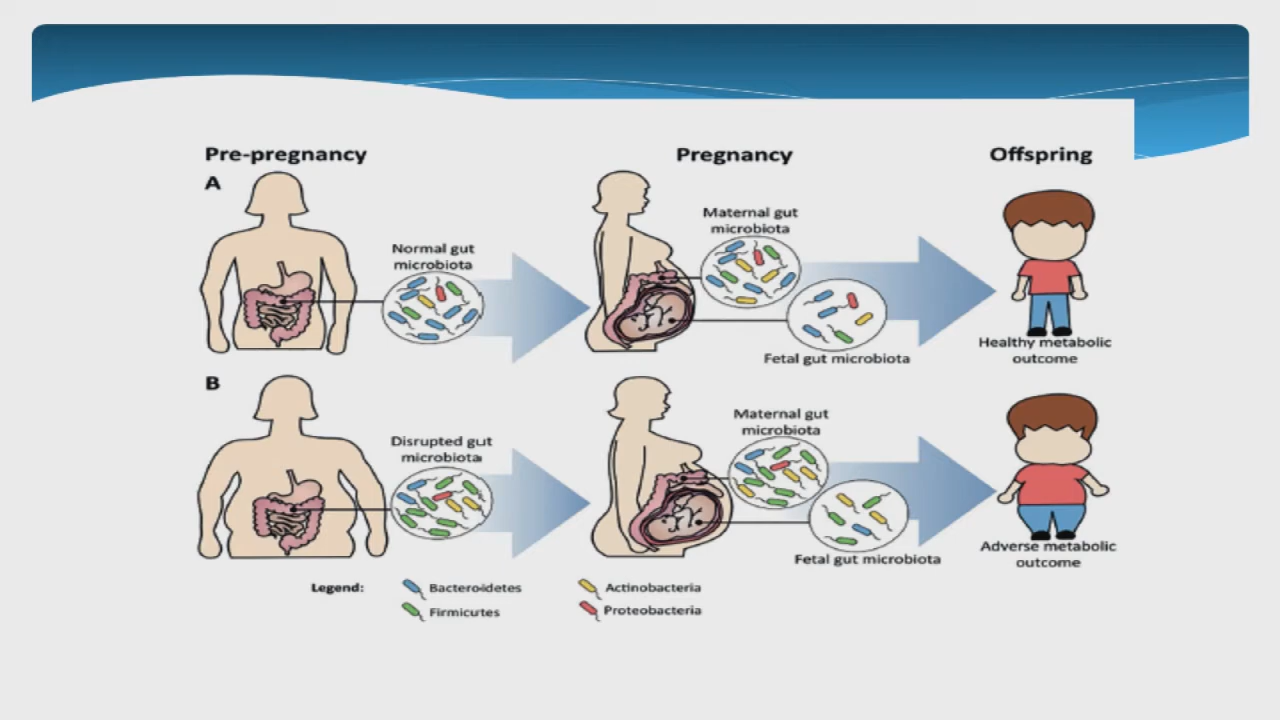 Pre-pregnancy
Pregnancy
Offspring
A
Normal gut
microbiota
Maternal gut
microbiota
Fetal gut microbiota
Healthy metabolic
outcome
B
Disrupted gut
microbiota
Maternal gut
microbiota
Fetal gut microbiota
Adverse metabolic
outcome
Legend:
Bacteroidetes
Actinobacteria
Firmicutes
Proteobacteria